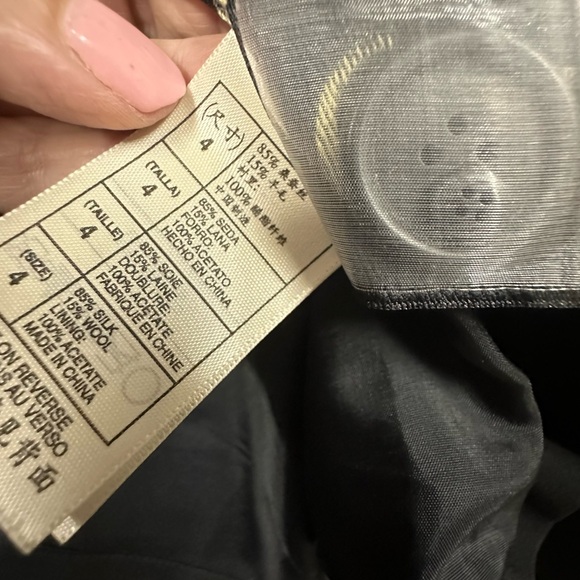 (尺寸)
4
85% 桑蚕丝
15% 羊毛
衬里:
100% 醋酯纤维
中国制造
(TALLA)
4
85% SEDA
15% LANA
FORRO:
100% ACETATO
HECHO EN CHINA
(TAILLE)
4
85% SOIE
15% LAINE
DOUBLURE:
100% ACETATE
FABRIQUE EN CHINE
(SIZE)
4
85% SILK
15% WOOL
LINING:
100% ACETATE
MADE IN CHINA
ON REVERSE
AU VERSO
背面